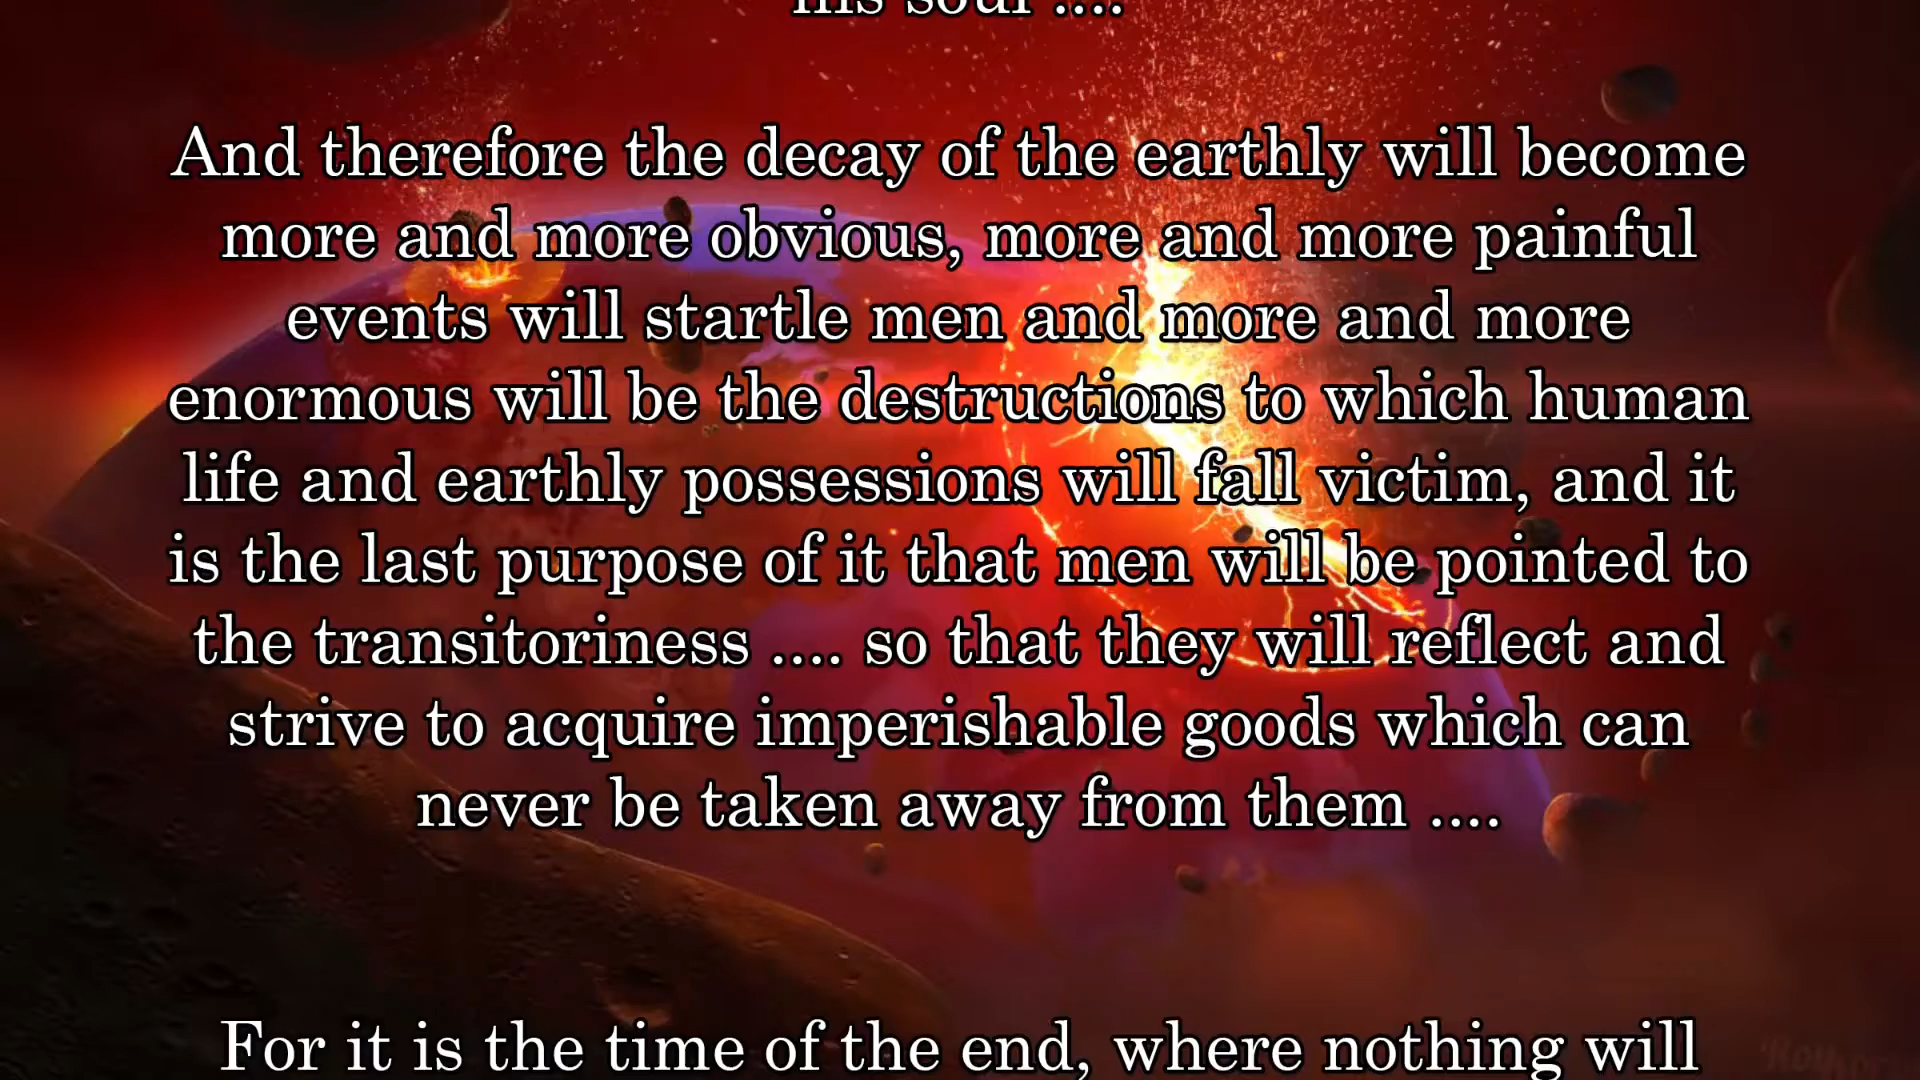 his soul ....
And therefore the decay of the earthly will become
more and more obvious, more and more painful
events will startle men and more and more
enormous will be the destructions to which human
life and earthly possessions will fall victim, and it
is the last purpose of it that men will be pointed to
the transitoriness .... so that they will reflect and
strive to acquire imperishable goods which can
never be taken away from them ....
For it is the time of the end, where nothing will